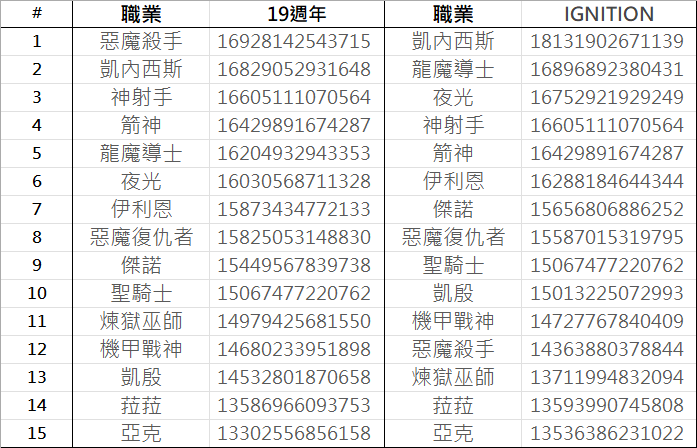 # 職業 19週年 職業 IGNITION
1 惡魔殺手 16928142543715 凱內西斯 18131902671139
2 凱內西斯 16829052931648 龍魔導士 16896892380431
3 神射手 16605111070564 夜光 16752921929249
4 箭神 16429891674287 神射手 16605111070564
5 龍魔導士 16204932943353 箭神 16429891674287
6 夜光 16030568711328 伊利恩 16288184644344
7 伊利恩 15873434772133 傑諾 15656806886252
8 惡魔復仇者 15825053148830 惡魔復仇者 15587015319795
9 傑諾 15449567839738 聖騎士 15067477220762
10 聖騎士 15067477220762 凱殷 15013225072993
11 煉獄巫師 14979425681550 機甲戰神 14727767840409
12 機甲戰神 14680233951898 惡魔殺手 14363880378844
13 凱殷 14532801870658 煉獄巫師 13711994832094
14 菈菈 13586966093753 菈菈 13593990745808
15 亞克 13302556856158 亞克 13536386231022